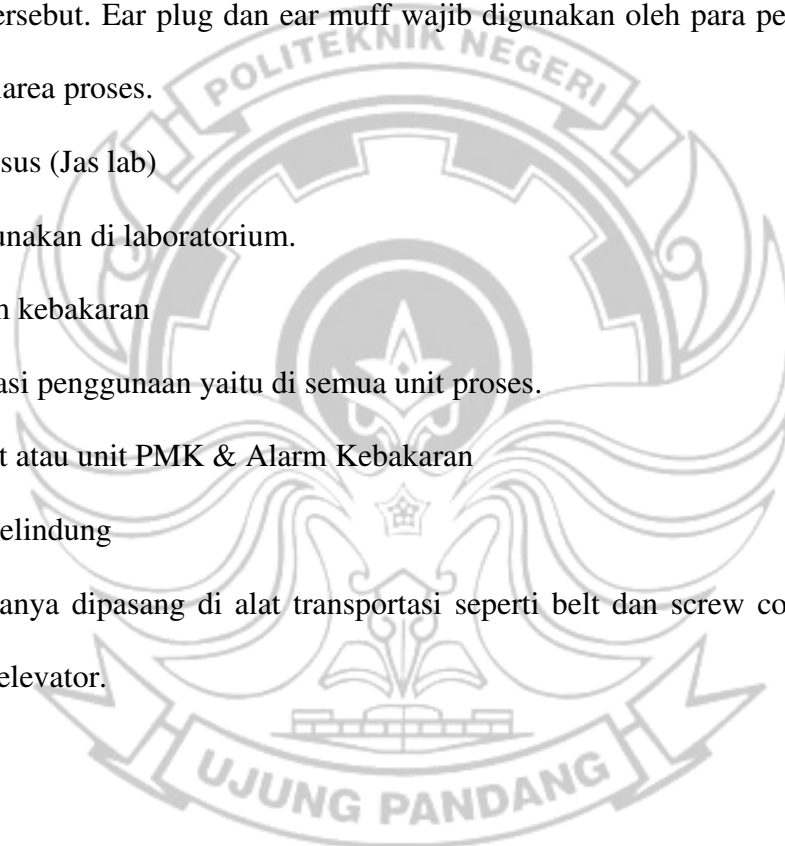 ersebut. Ear plug dan ear muff wajib digunakan oleh para pe
area proses.
sus (Jas lab)
unakan di laboratorium.
n kebakaran
asi penggunaan yaitu di semua unit proses.
t atau unit PMK & Alarm Kebakaran
elindung
anya dipasang di alat transportasi seperti belt dan screw co
elevator.
POLITEKNIK NEGERI
UJUNG PANDANG